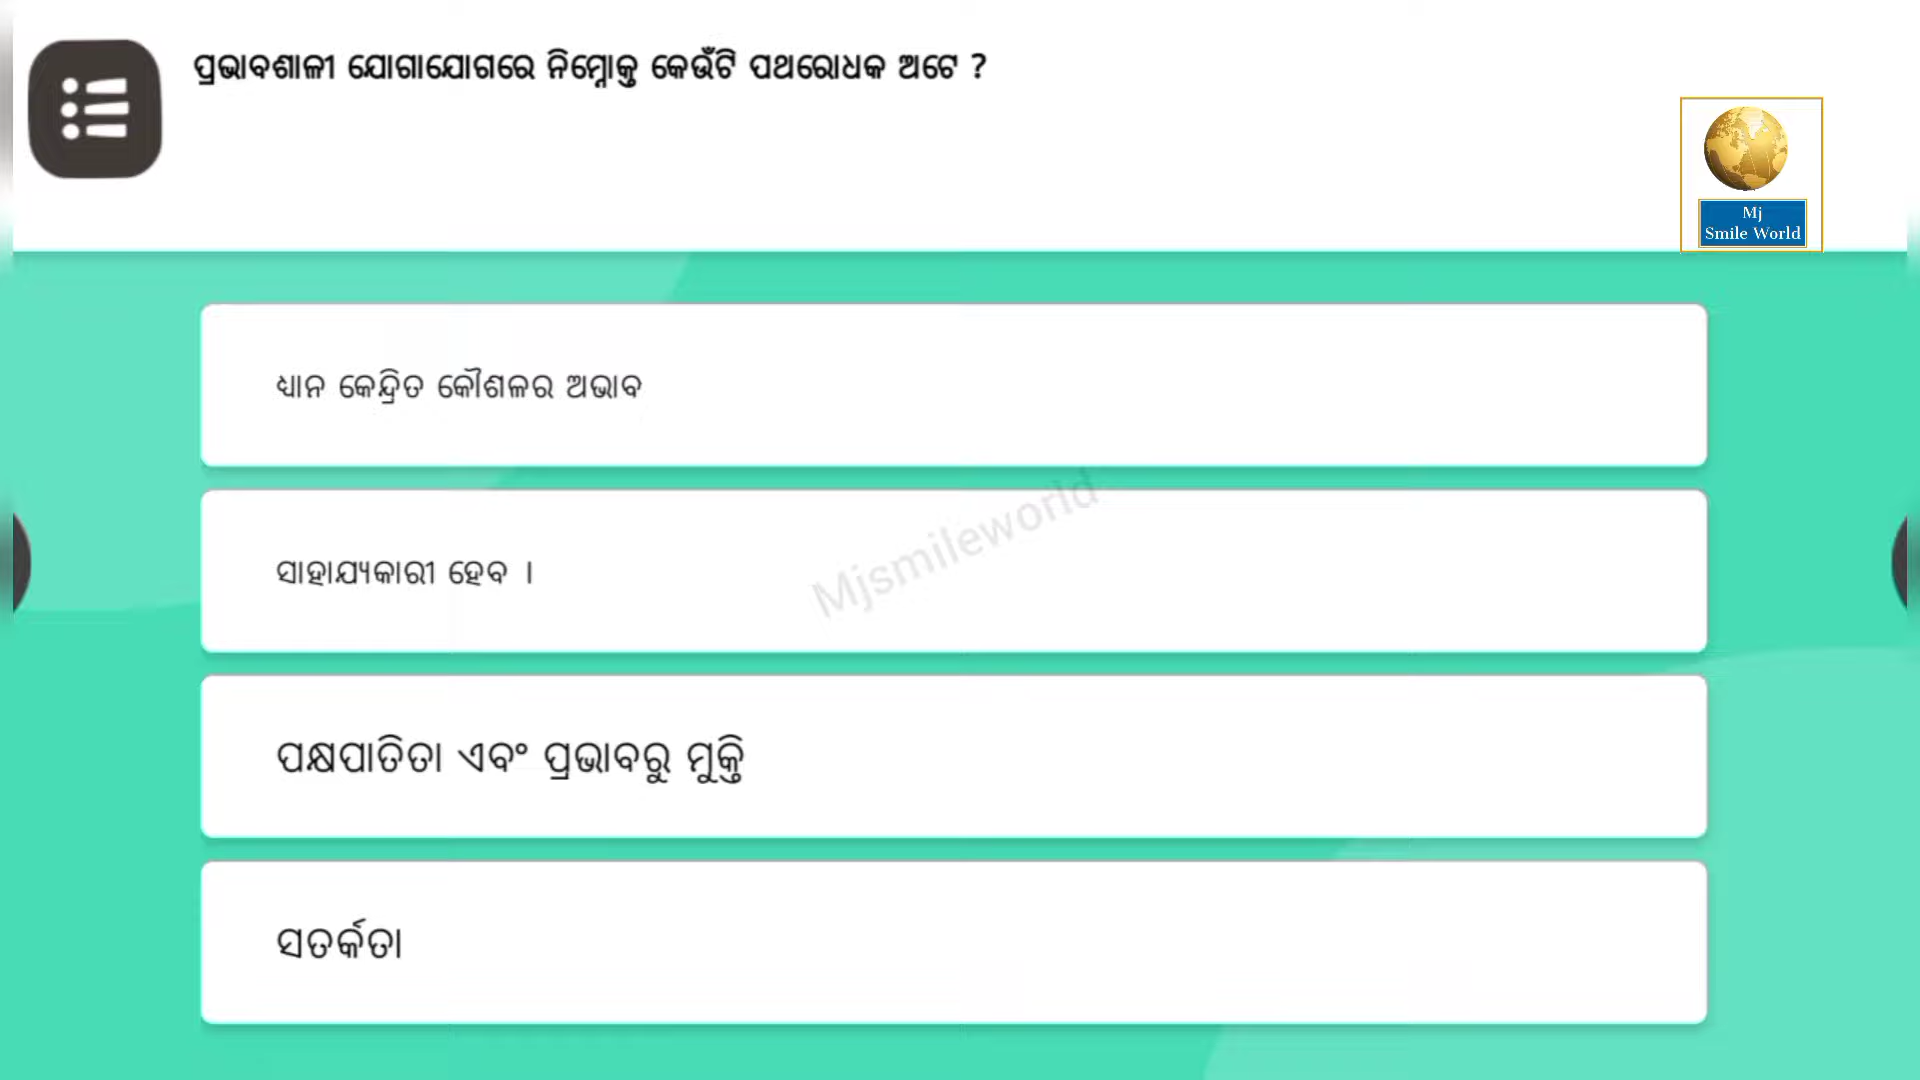 ପ୍ରଭାବଶାଳୀ ଯୋଗାଯୋଗରେ ନିମ୍ନୋକ୍ତ କେଉଁଟି ପଥରୋଧକ ଅଟେ ?
Mj
Smile World
ଧ୍ୟାନ କେନ୍ଦ୍ରିତ କୌଶଳର ଅଭାବ
ସାହାଯ୍ୟକାରୀ ହେବ ।
Mjsmileworld
ପକ୍ଷପାତିତା ଏବଂ ପ୍ରଭାବରୁ ମୁକ୍ତି
ସତର୍କତା